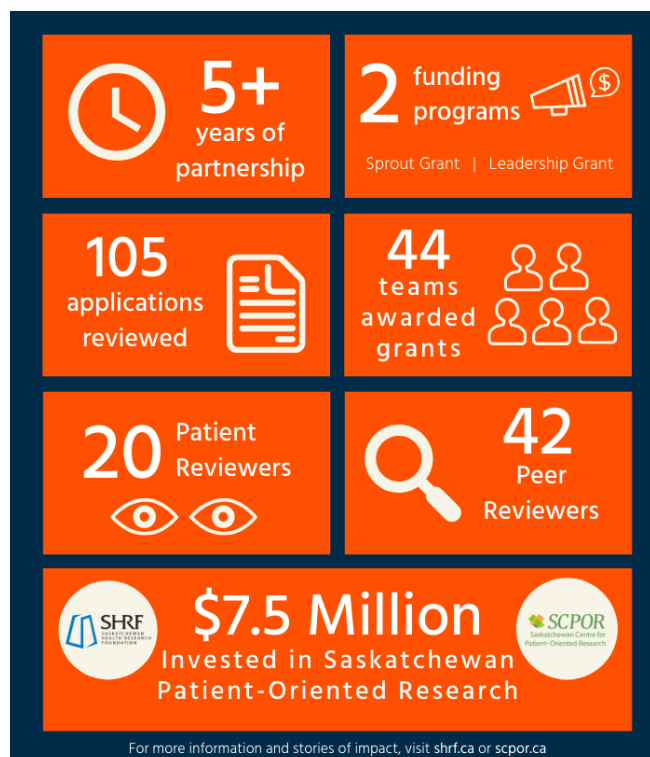 5+
years of
partnership
2
funding
programs
$
Sprout Grant | Leadership Grant
105
applications
reviewed
44
teams
awarded
grants
20
Patient
Reviewers
42
Peer
Reviewers
SHRF
SASKATCHEWAN
HEALTH RESEARCH
FOUNDATION
$7.5 Million
Invested in Saskatchewan
Patient-Oriented Research
SCPOR
Saskatchewan Centre for
Patient-Oriented Research
For more information and stories of impact, visit shrf.ca or scpor.ca